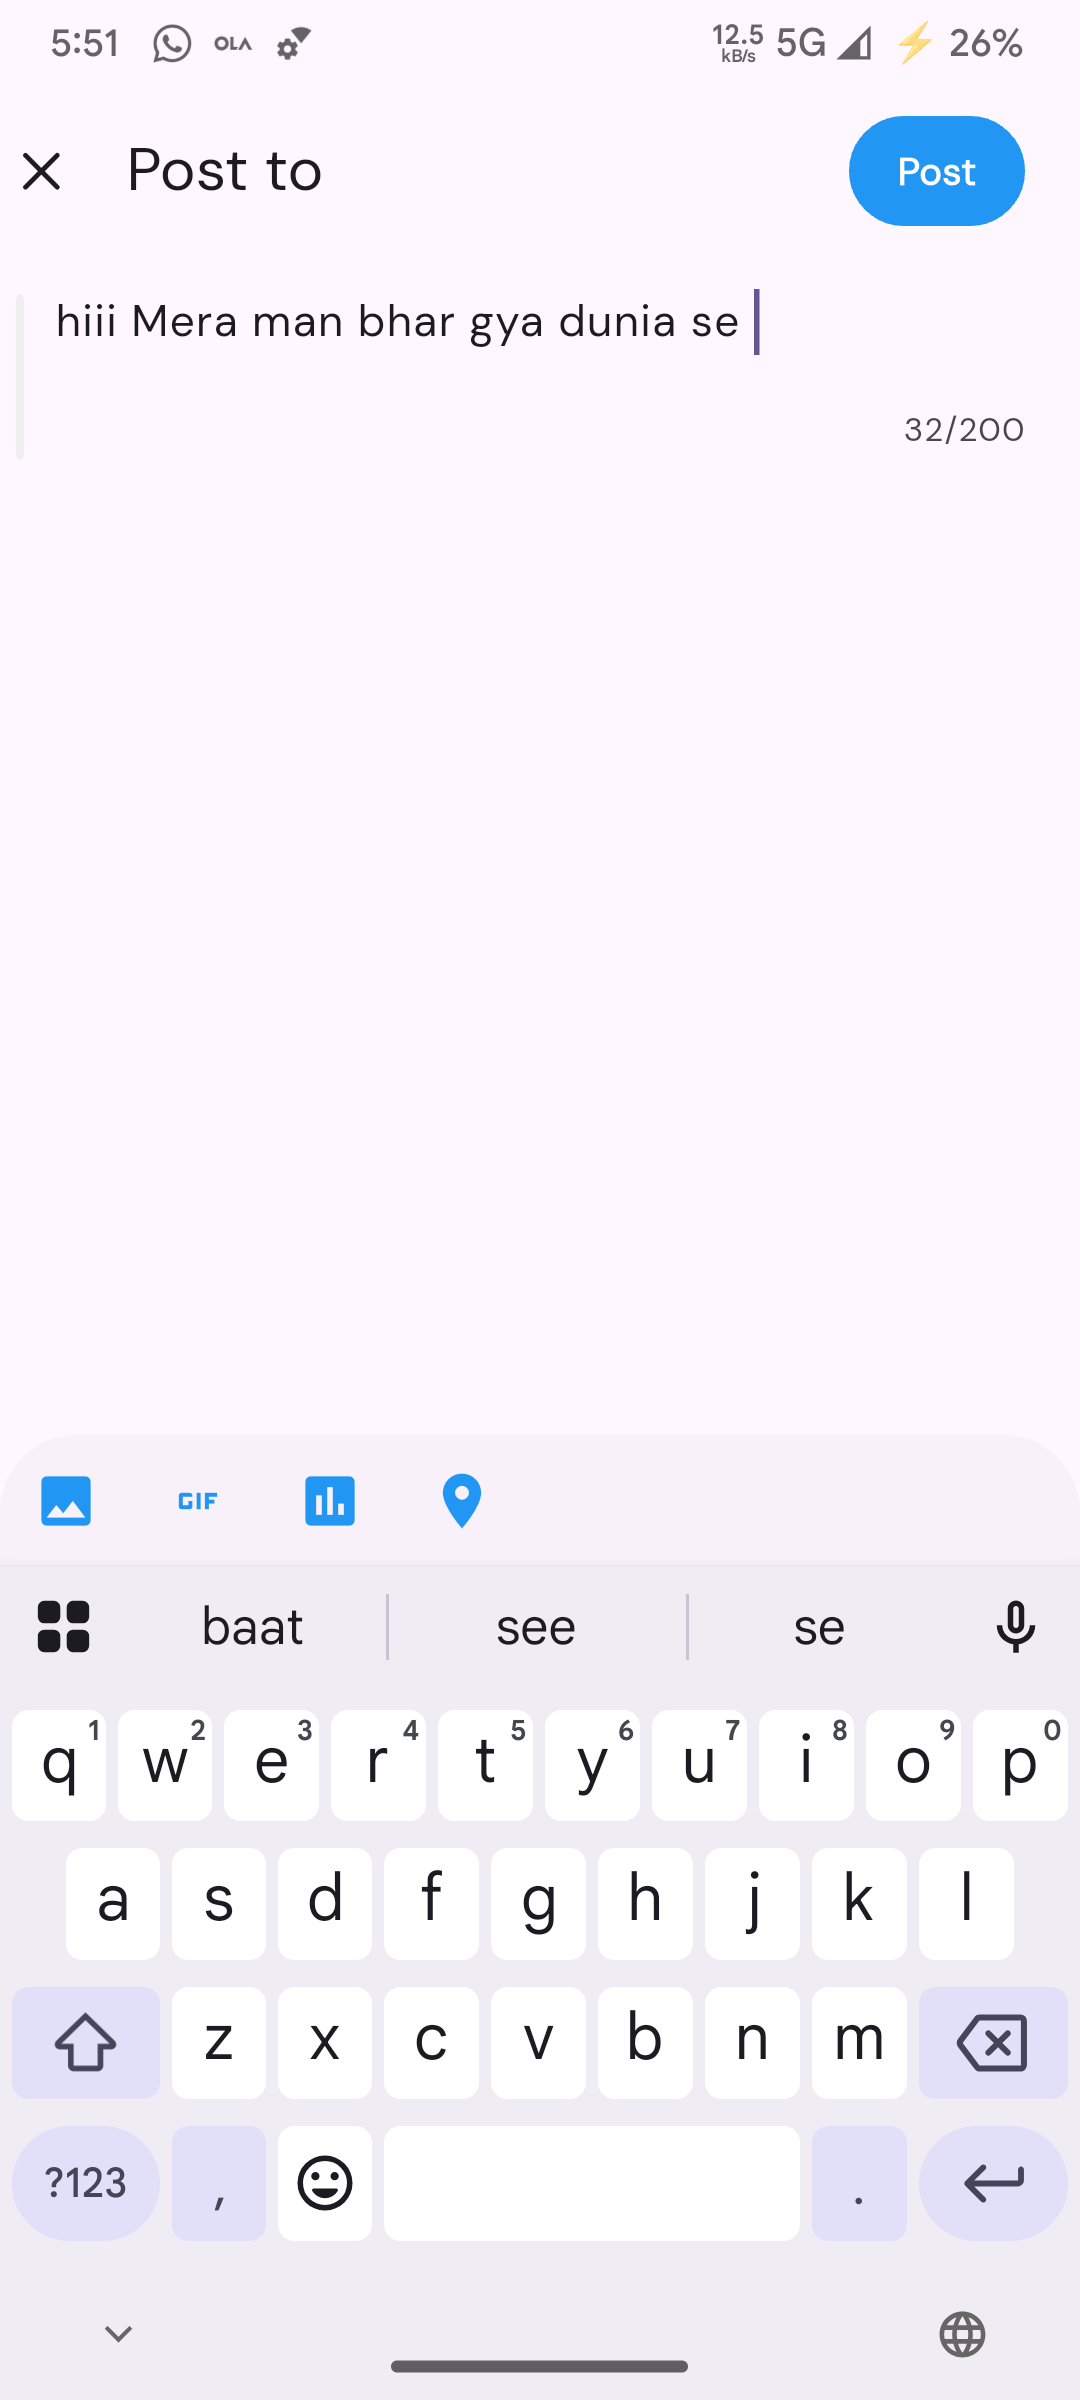 5:51 OLA 12.5 kB/s 5G 26%
Post to Post
hiii Mera man bhar gya dunia se
32/200
GIF
baat see se
q 1 w 2 e 3 r 4 t 5 y 6 u 7 i 8 o 9 p 0
a s d f g h j k l
z x c v b n m
?123 , .